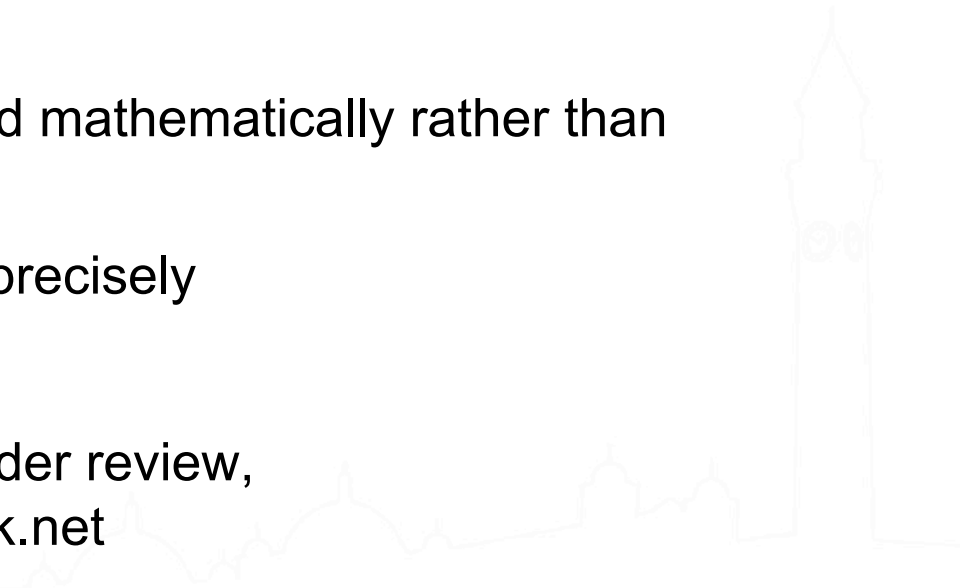 d mathematically rather than
precisely
der review,
k.net